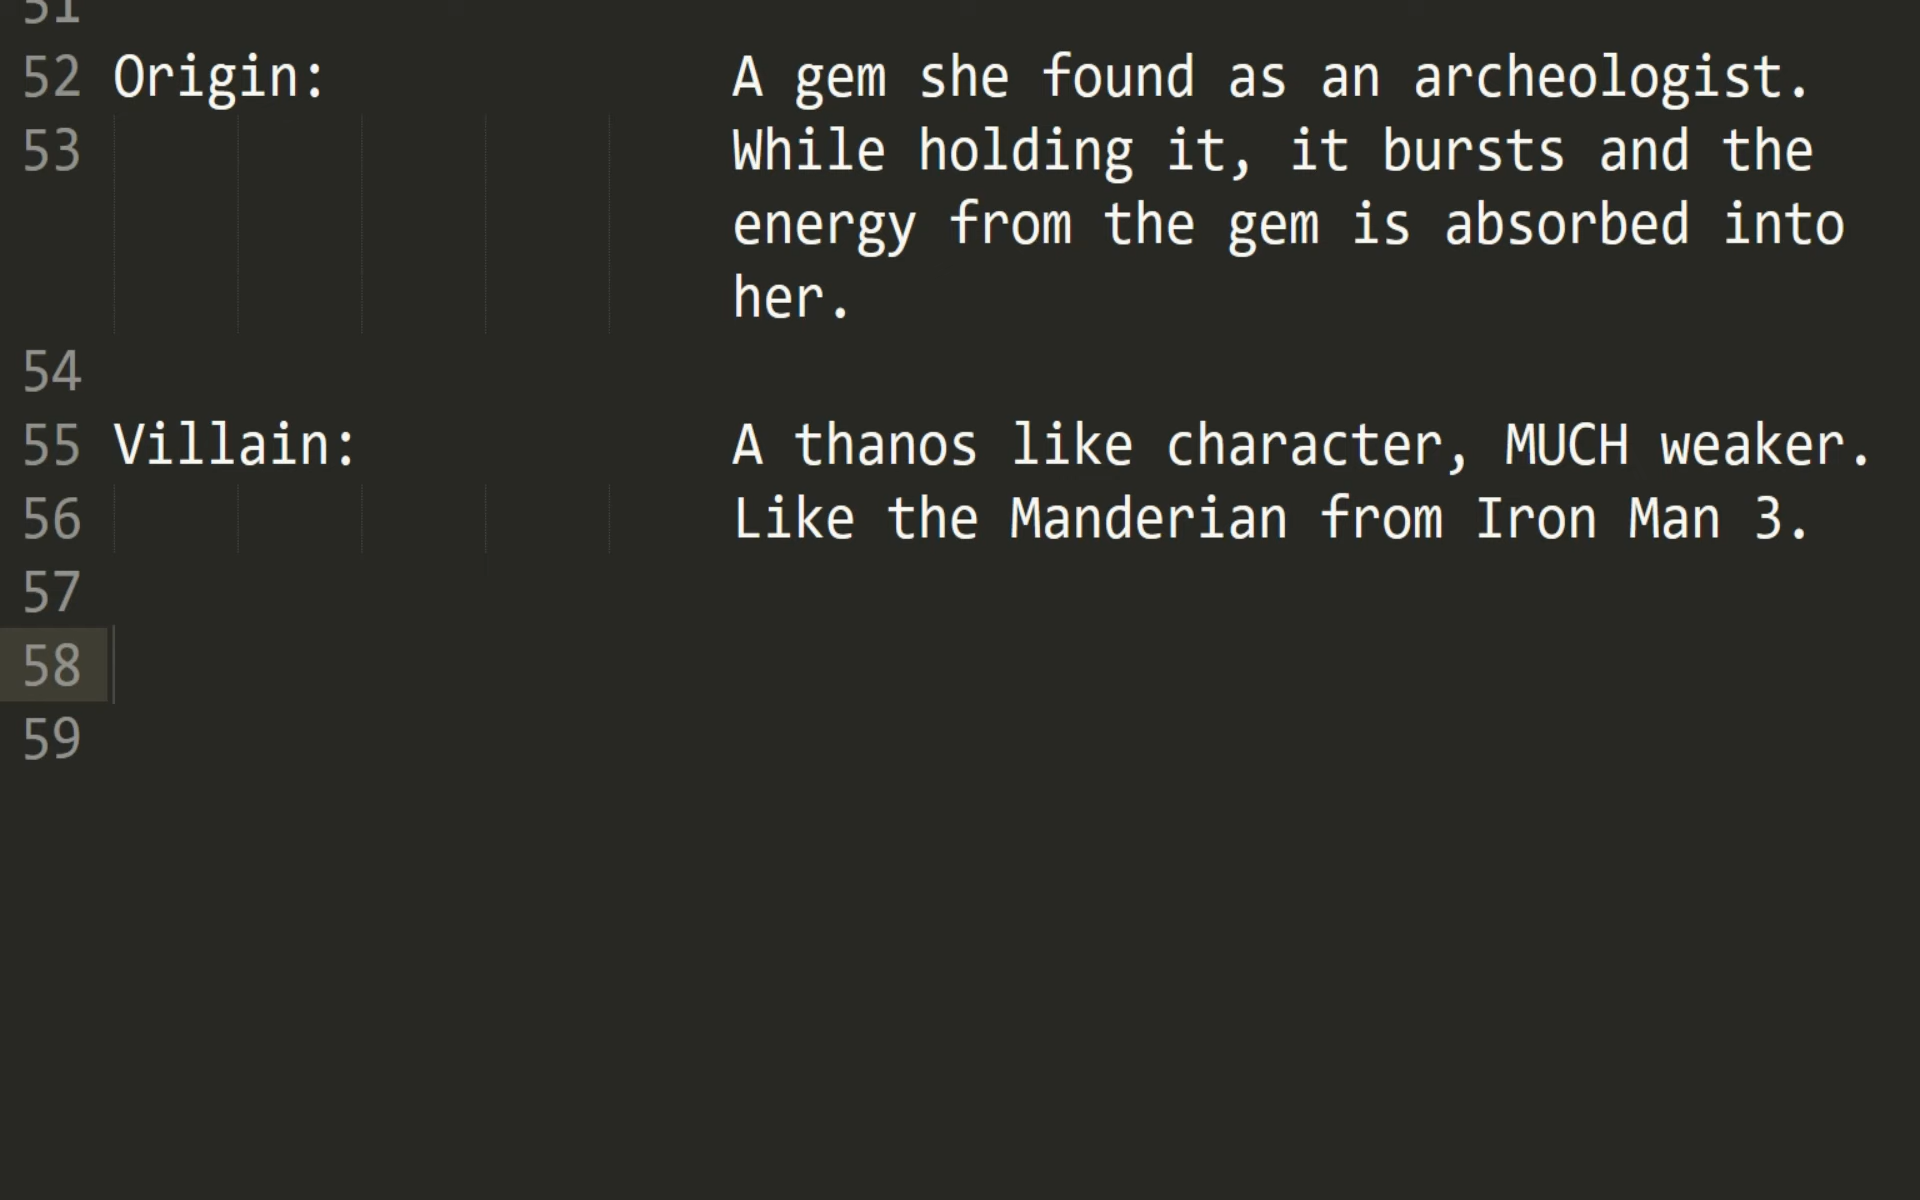 51
52 Origin: A gem she found as an archeologist.
53 While holding it, it bursts and the
energy from the gem is absorbed into
her.
54
55 Villain: A thanos like character, MUCH weaker.
56 Like the Manderian from Iron Man 3.
57
58
59